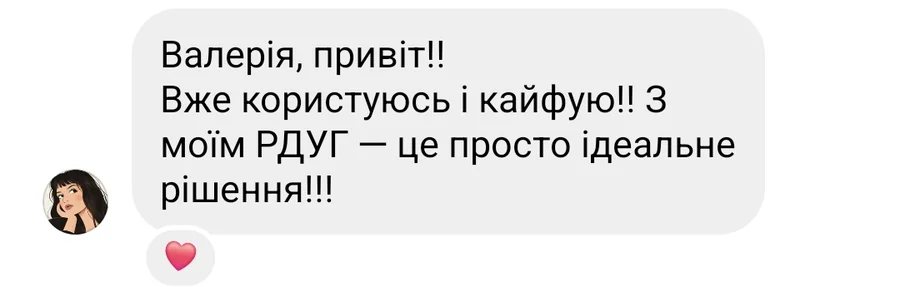 Валерія, привіт!!
Вже користуюсь і кайфую!! З
моїм РДУГ — це просто ідеальне
рішення!!!